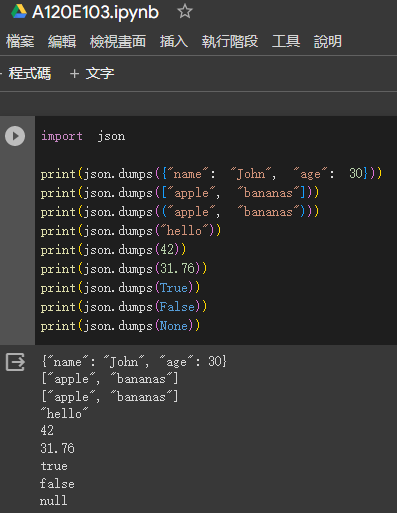 A120E103.ipynb
檔案 編輯 檢視畫面 插入 執行階段 工具 說明
+ 程式碼 + 文字
import json
print(json.dumps({"name": "John", "age": 30}))
print(json.dumps(["apple", "bananas"]))
print(json.dumps(("apple", "bananas")))
print(json.dumps("hello"))
print(json.dumps(42))
print(json.dumps(31.76))
print(json.dumps(True))
print(json.dumps(False))
print(json.dumps(None))
{"name": "John", "age": 30}
["apple", "bananas"]
["apple", "bananas"]
"hello"
42
31.76
true
false
null